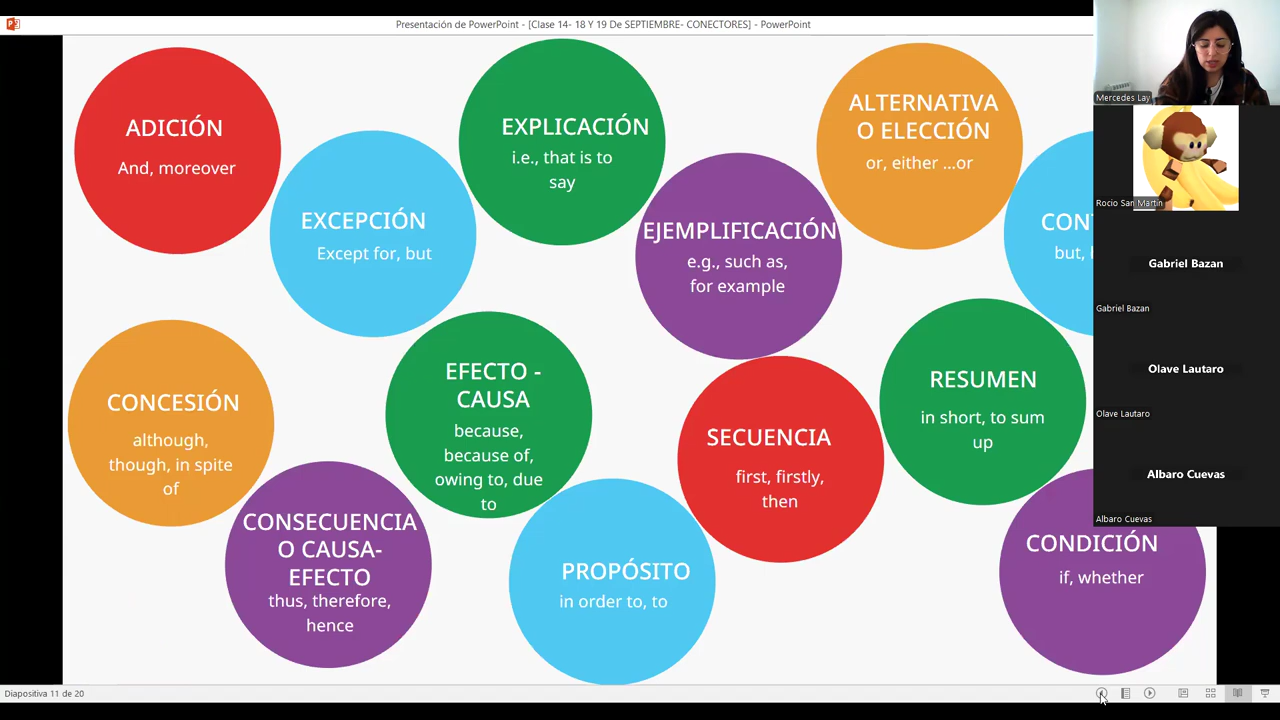 Presentación de PowerPoint - [Clase 14- 18 Y 19 De SEPTIEMBRE- CONECTORES] - PowerPoint
ADICIÓN
And, moreover
EXCEPCIÓN
Except for, but
EXPLICACIÓN
i.e., that is to
say
EJEMPLIFICACIÓN
e.g., such as,
for example
ALTERNATIVA
O ELECCIÓN
or, either ...or
but,
CONCESIÓN
although,
though, in spite
of
CONSECUENCIA
O CAUSA-
EFECTO
thus, therefore,
hence
EFECTO -
CAUSA
because,
because of,
owing to, due
to
PROPÓSITO
in order to, to
SECUENCIA
first, firstly,
then
RESUMEN
in short, to sum
up
CONDICIÓN
if, whether
Mercedes Lay
Rocio San Martin
Gabriel Bazan
Gabriel Bazan
Olave Lautaro
Olave Lautaro
Albaro Cuevas
Albaro Cuevas
Diapositiva 11 de 20